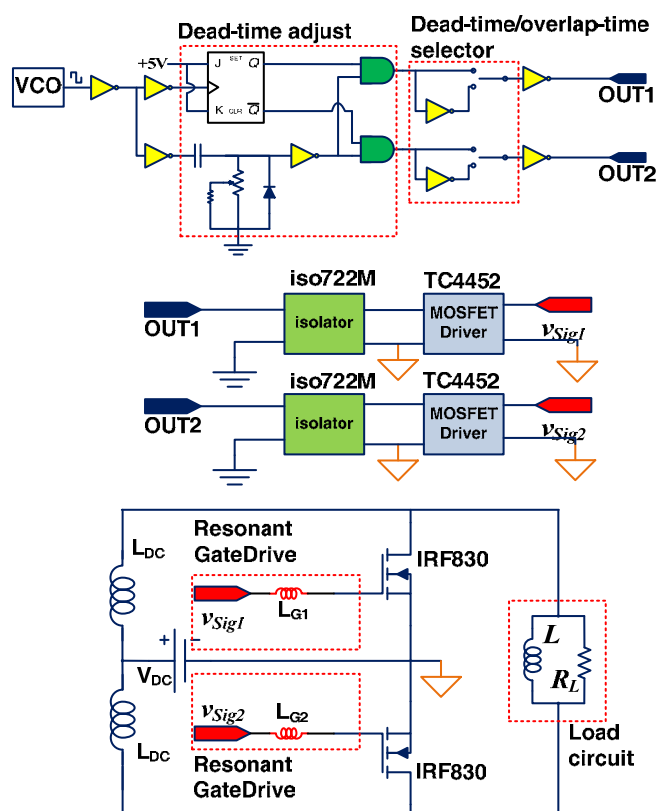 Dead-time adjust
Dead-time/overlap-time
selector
+5V
J
SET
Q
VCO
K
CLR
Q̅
OUT1
OUT2
iso722M
TC4452
OUT1
isolator
MOSFET
Driver
vSig1
iso722M
TC4452
OUT2
isolator
MOSFET
Driver
vSig2
LDC
Resonant
GateDrive
IRF830
vSig1
LG1
+
−
VDC
L
RL
vSig2
LG2
LDC
Resonant
GateDrive
IRF830
Load
circuit